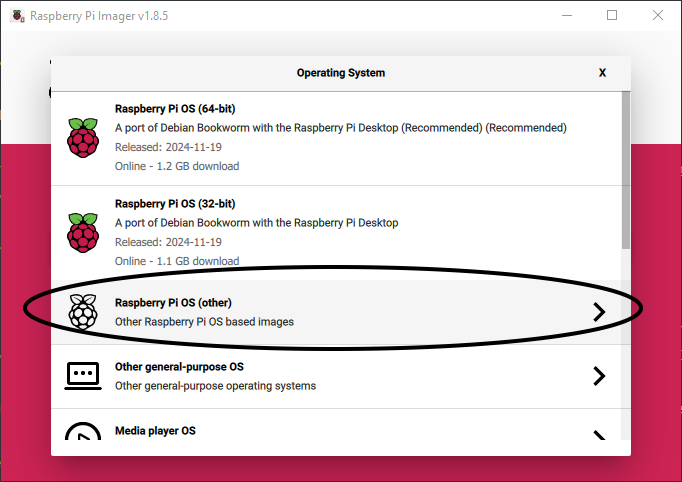 Raspberry Pi Imager v1.8.5
Operating System
X
Raspberry Pi OS (64-bit)
A port of Debian Bookworm with the Raspberry Pi Desktop (Recommended) (Recommended)
Released: 2024-11-19
Online - 1.2 GB download
Raspberry Pi OS (32-bit)
A port of Debian Bookworm with the Raspberry Pi Desktop
Released: 2024-11-19
Online - 1.1 GB download
Raspberry Pi OS (other)
Other Raspberry Pi OS based images
Other general-purpose OS
Other general-purpose operating systems
Media player OS